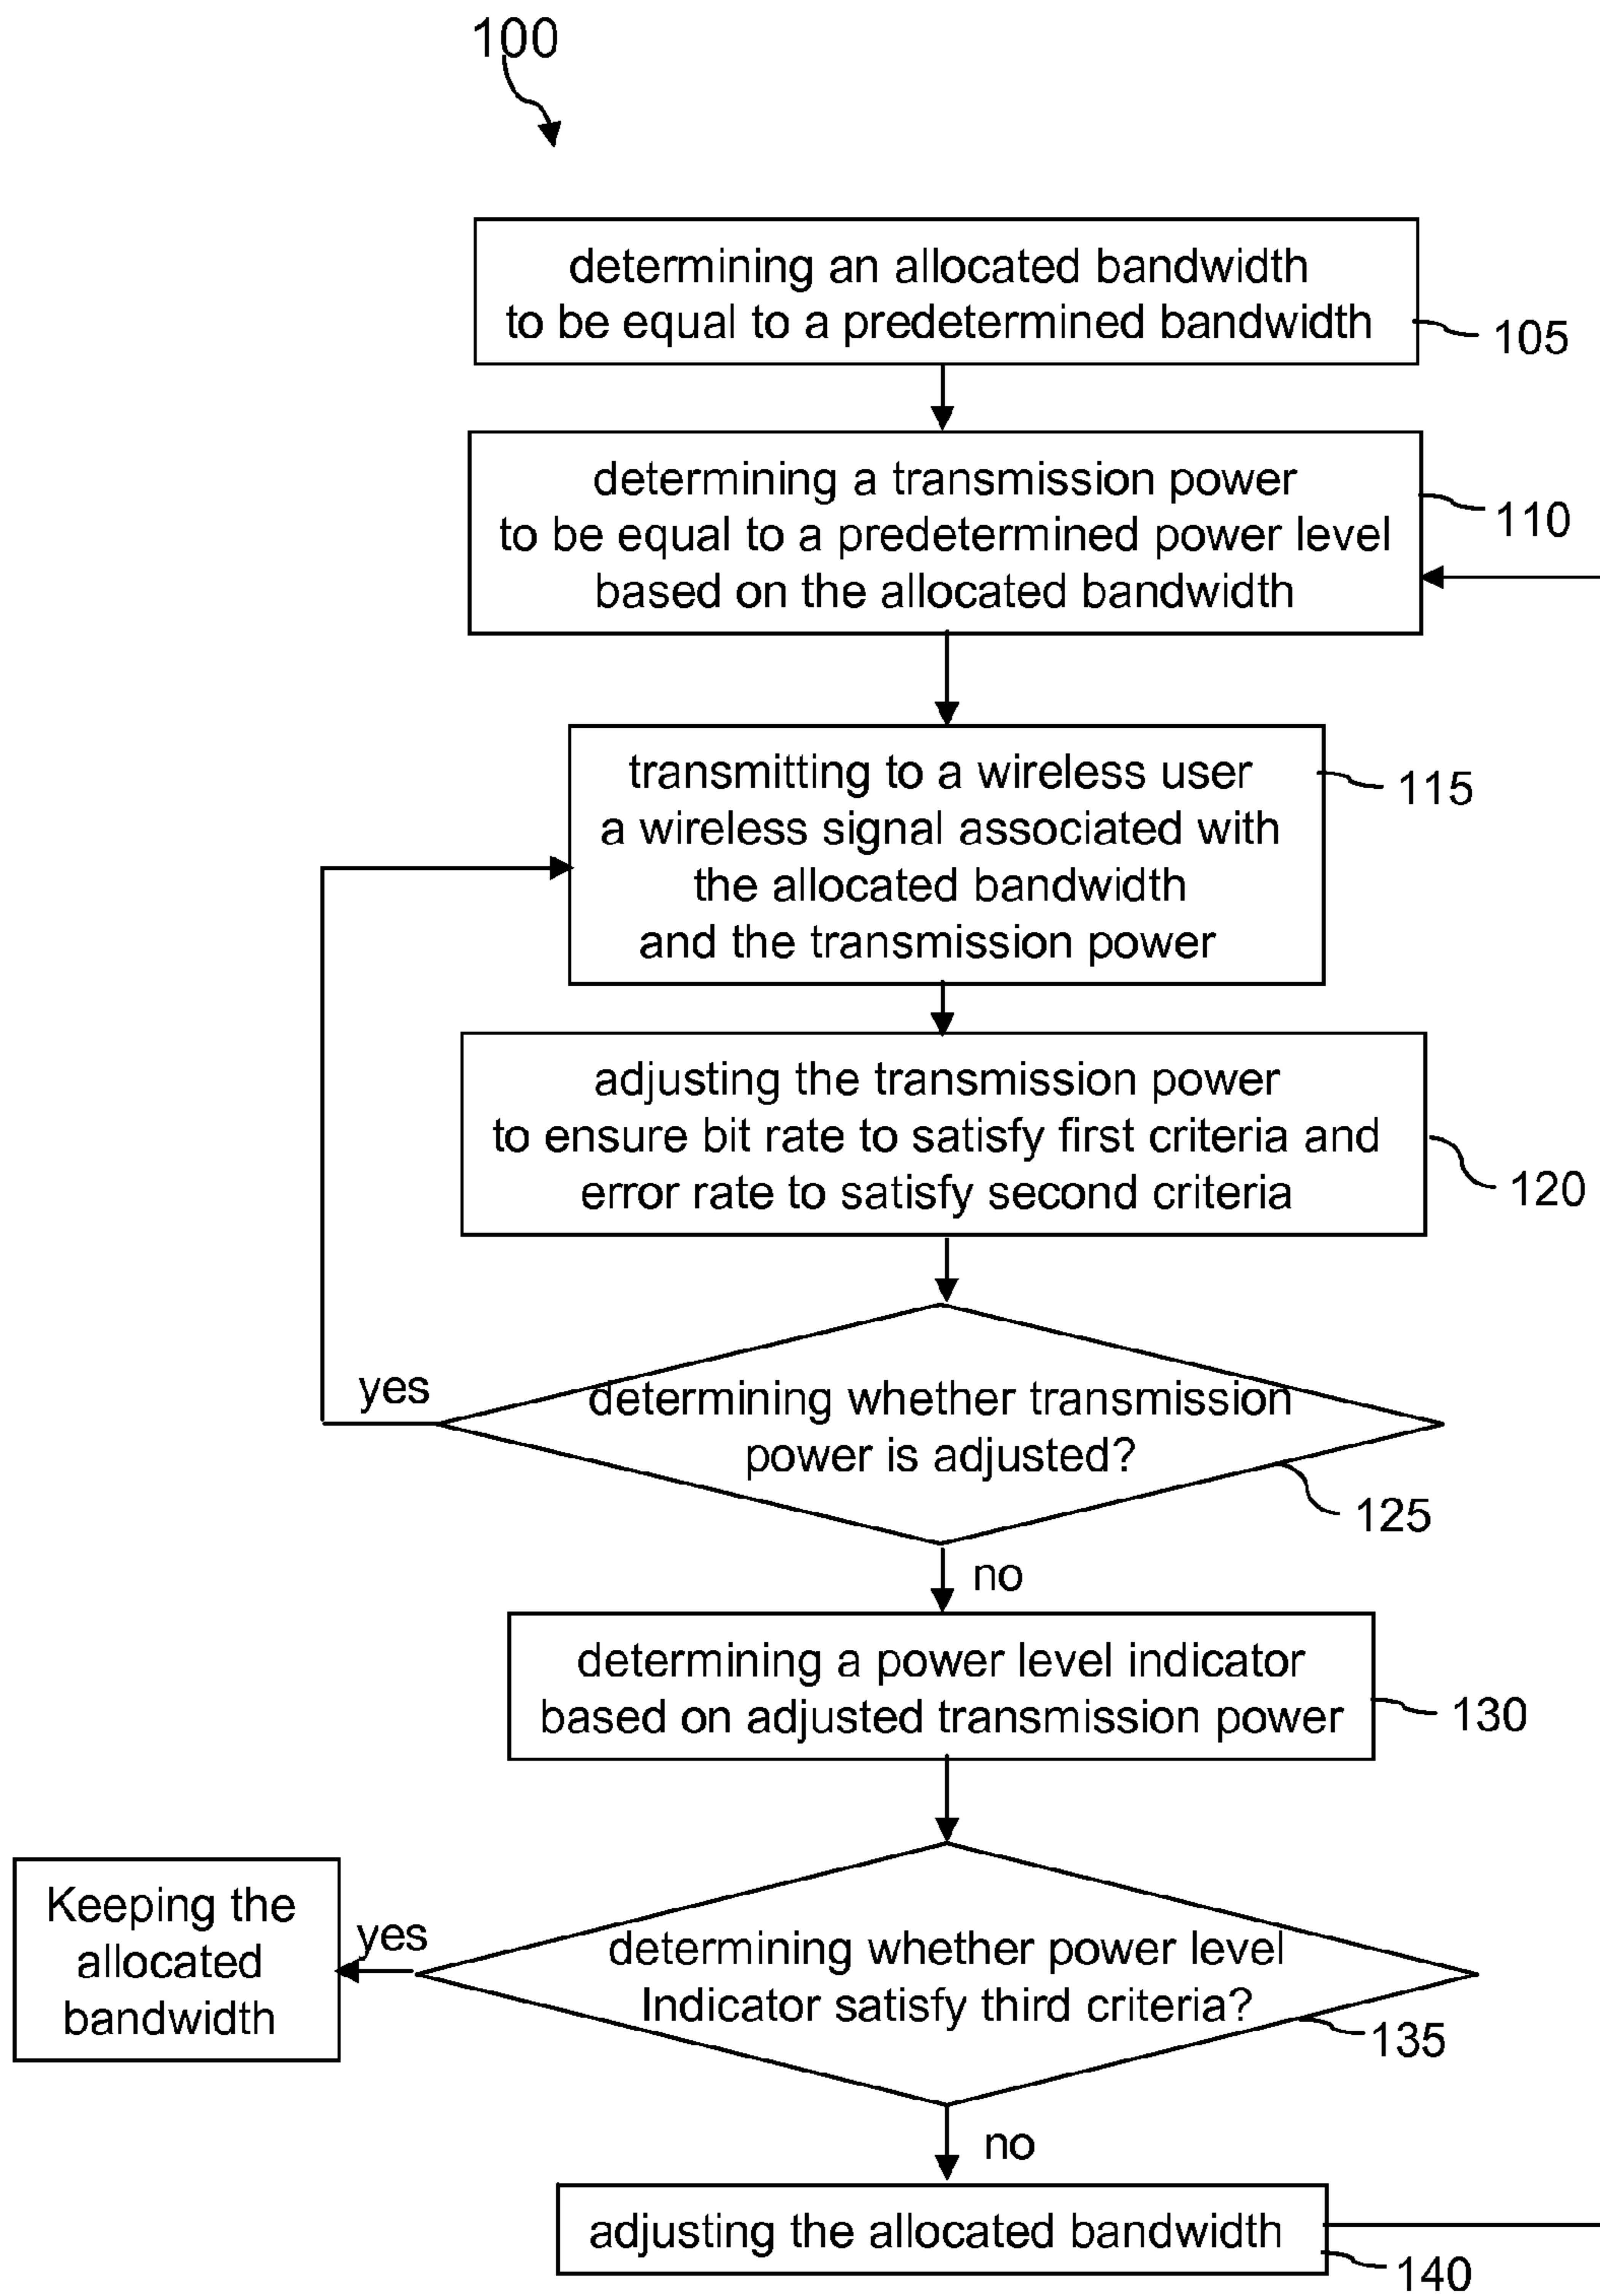 100
determining an allocated bandwidth
to be equal to a predetermined bandwidth
105
determining a transmission power
to be equal to a predetermined power level
based on the allocated bandwidth
110
transmitting to a wireless user
a wireless signal associated with
the allocated bandwidth
and the transmission power
115
adjusting the transmission power
to ensure bit rate to satisfy first criteria and
error rate to satisfy second criteria
120
yes
determining whether transmission
power is adjusted?
125
no
determining a power level indicator
based on adjusted transmission power
130
Keeping the
allocated
bandwidth
yes
determining whether power level
Indicator satisfy third criteria?
135
no
adjusting the allocated bandwidth
140